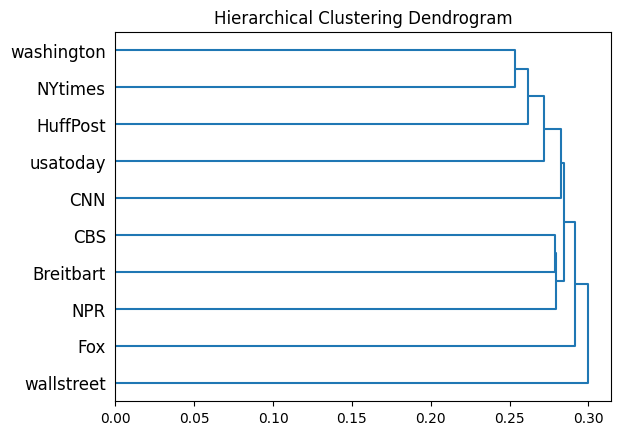 Hierarchical Clustering Dendrogram
washington
NYtimes
HuffPost
usatoday
CNN
CBS
Breitbart
NPR
Fox
wallstreet
0.00 0.05 0.10 0.15 0.20 0.25 0.30